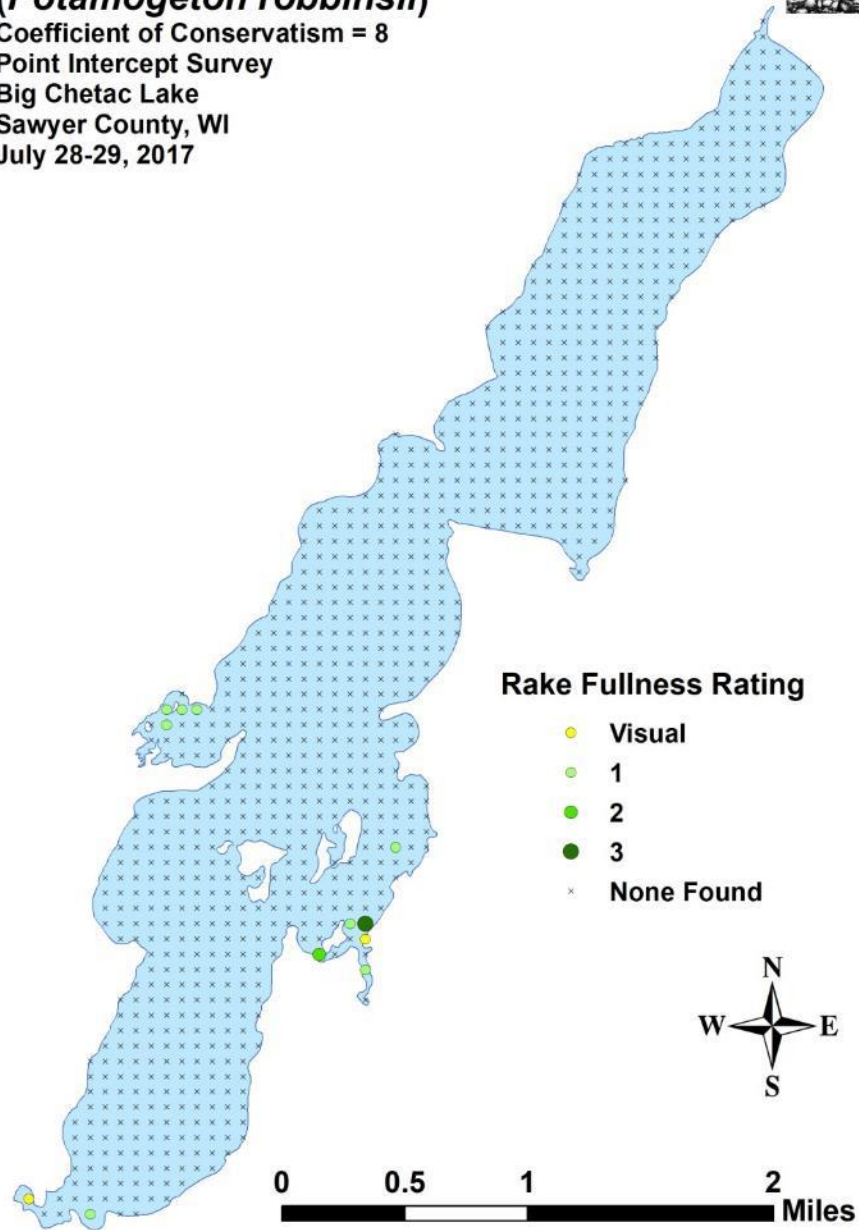 (Potamogeton robbinsii)
Coefficient of Conservatism = 8
Point Intercept Survey
Big Chetac Lake
Sawyer County, WI
July 28-29, 2017
Rake Fullness Rating
Visual
1
2
3
None Found
N
W E
S
0 0.5 1 2
Miles